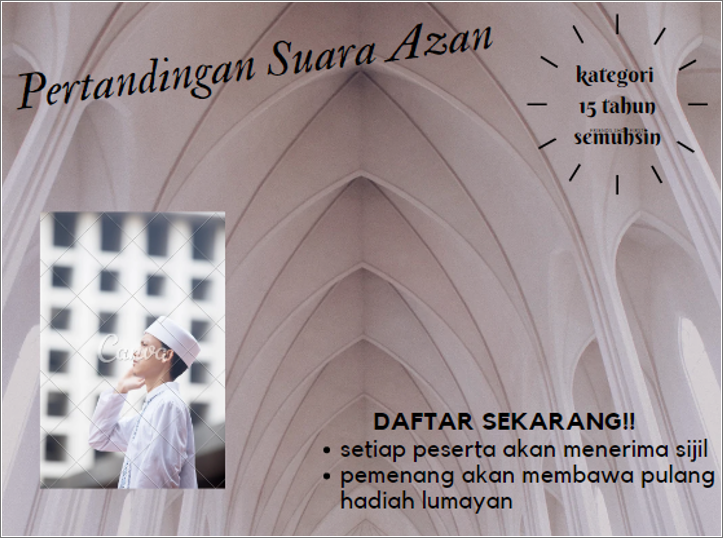 Pertandingan Suara Azan
kategori
15 tahun
semuhsin
Canva
DAFTAR SEKARANG!!
• setiap peserta akan menerima sijil
• pemenang akan membawa pulang
hadiah lumayan